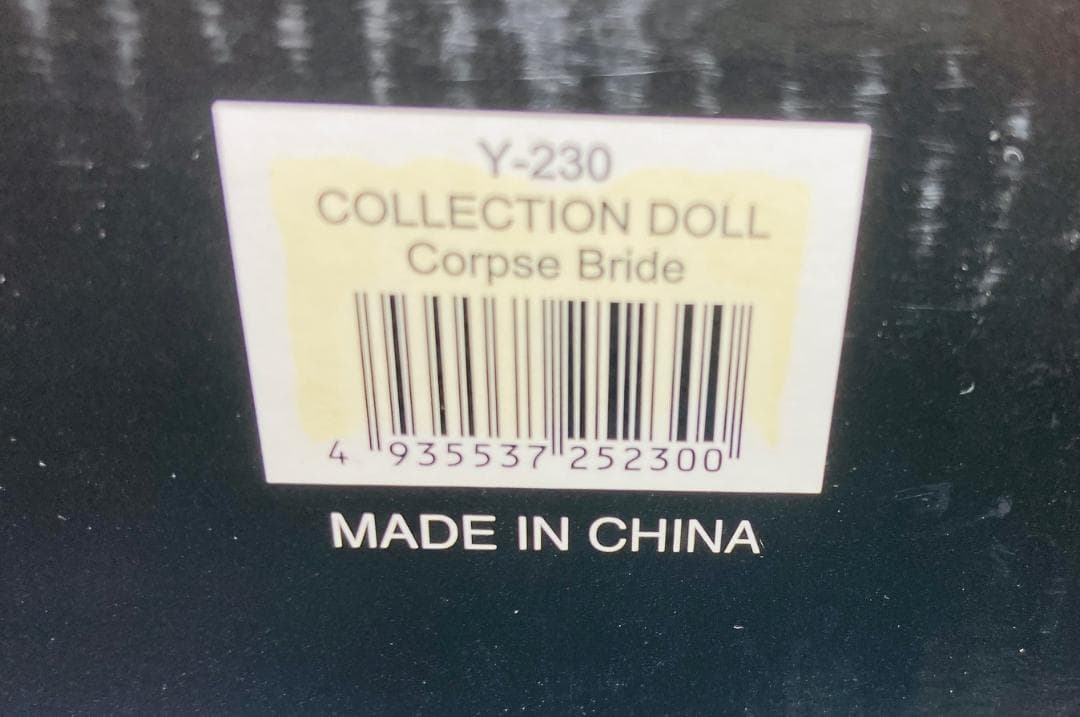 Y-230
COLLECTION DOLL
Corpse Bride
4 935537 252300
MADE IN CHINA